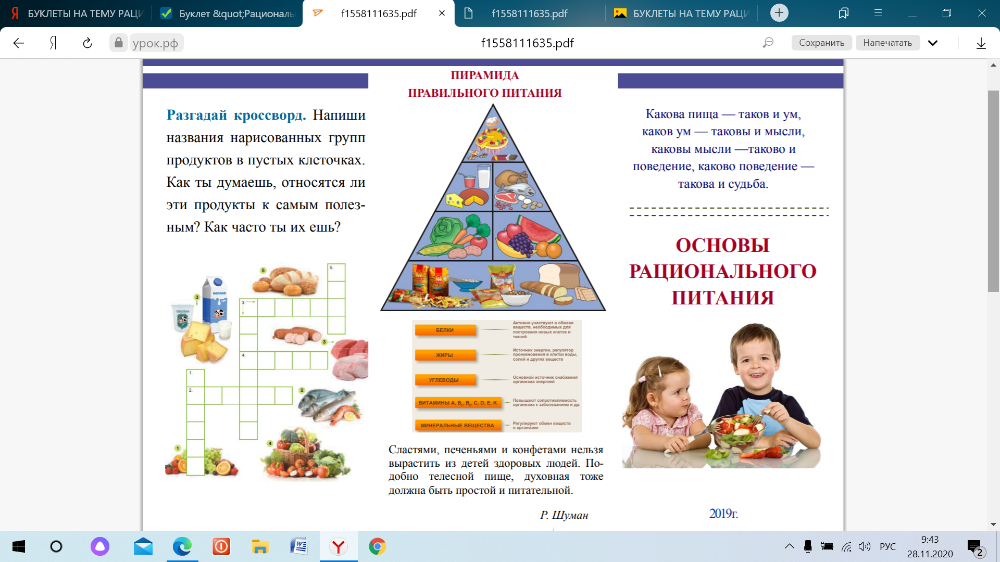 БУКЛЕТЫ НА ТЕМУ РАЦИ
Буклет &quot;Рациональ
f1558111635.pdf
f1558111635.pdf
БУКЛЕТЫ НА ТЕМУ РАЦИ
урок.рф
f1558111635.pdf
Сохранить
Напечатать
Разгадай кроссворд. Напиши
названия нарисованных групп
продуктов в пустых клеточках.
Как ты думаешь, относятся ли
эти продукты к самым полез-
ным? Как часто ты их ешь?
5
5.
3
МОЛОКО
СМЕТАНА
3.
3
4.
1.
2.
2
4
1
ПИРАМИДА
ПРАВИЛЬНОГО ПИТАНИЯ
БЕЛКИ
Активно участвуют в обмене
веществ, необходимых для
построения новых клеток и
тканей
ЖИРЫ
Источник энергии, регулятор
проникновения в клетки воды,
солей и других веществ
УГЛЕВОДЫ
Основной источник снабжения
организма энергией
ВИТАМИНЫ А, В1, В2, С, D, Е, К
Повышают сопротивляемость
организма к заболеваниям и др.
МИНЕРАЛЬНЫЕ ВЕЩЕСТВА
Регулируют обмен веществ
в организме
Сластями, печеньями и конфетами нельзя
вырастить из детей здоровых людей. По-
добно телесной пище, духовная тоже
должна быть простой и питательной.
Р. Шуман
Какова пища — таков и ум,
каков ум — таковы и мысли,
каковы мысли —таково и
поведение, каково поведение —
такова и судьба.
ОСНОВЫ
РАЦИОНАЛЬНОГО
ПИТАНИЯ
2019г.
РУС
9:43
28.11.2020
2